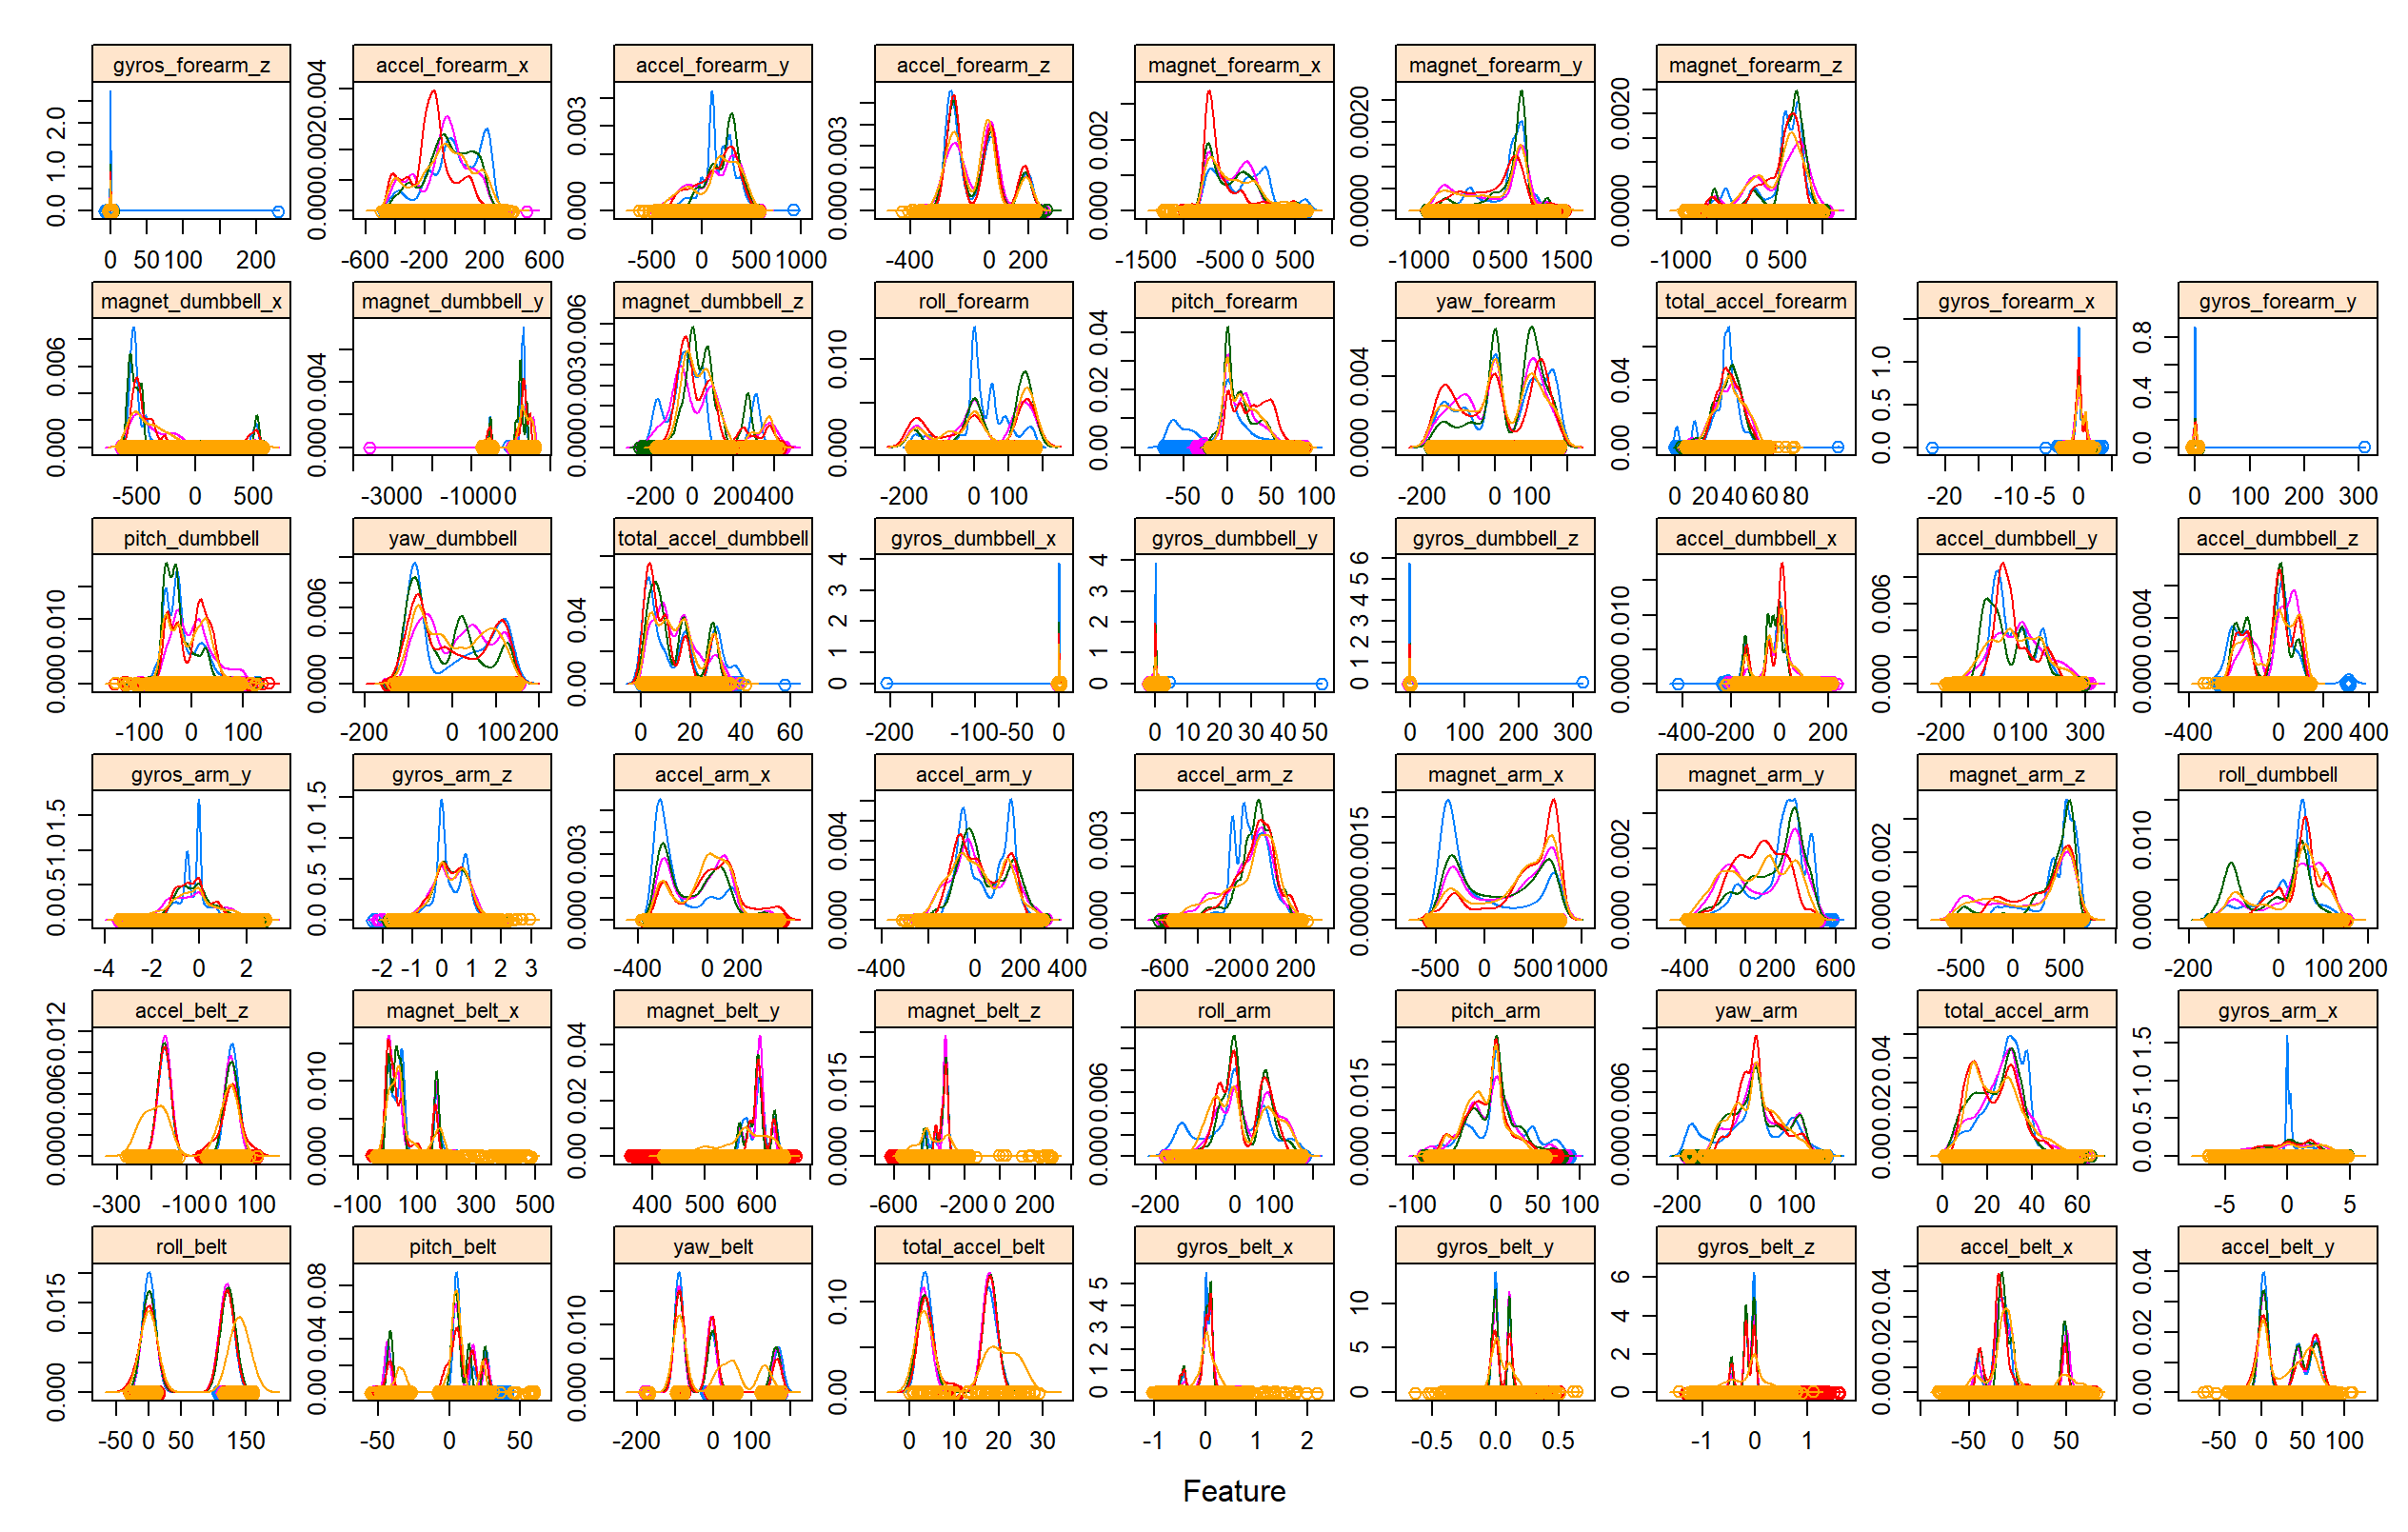 gyros_forearm_z
0.0 1.0 2.0
0 50 100 200
accel_forearm_x
0.000 0.002 0.004
-600 -200 0 200 600
accel_forearm_y
0.000 0.003
-500 0 500 1000
accel_forearm_z
0.000 0.003
-400 0 200
magnet_forearm_x
0.000 0.002
-1500 -500 0 500
magnet_forearm_y
0.0000 0.0020
-1000 0 500 1500
magnet_forearm_z
0.0000 0.0020
-1000 0 500
magnet_dumbbell_x
0.000 0.006
-500 0 500
magnet_dumbbell_y
0.000 0.004
-3000 -1000 0
magnet_dumbbell_z
0.000 0.003 0.006
-200 0 200 400
roll_forearm
0.000 0.010
-200 0 100
pitch_forearm
0.00 0.02 0.04
-50 0 50 100
yaw_forearm
0.000 0.004
-200 0 100
total_accel_forearm
0.00 0.04
0 20 40 60 80
gyros_forearm_x
0.0 0.5 1.0
-20 -10 -5 0
gyros_forearm_y
0.0 0.4 0.8
0 100 200 300
pitch_dumbbell
0.000 0.010
-100 0 100
yaw_dumbbell
0.000 0.006
-200 0 100 200
total_accel_dumbbell
0.00 0.04
0 20 40 60
gyros_dumbbell_x
0 1 2 3 4
-200 -100 -50 0
gyros_dumbbell_y
0 1 2 3 4
0 10 20 30 40 50
gyros_dumbbell_z
0 1 2 3 4 5 6
0 100 200 300
accel_dumbbell_x
0.000 0.010
-400 -200 0 200
accel_dumbbell_y
0.000 0.006
-200 0 100 300
accel_dumbbell_z
0.000 0.004
-400 0 200 400
gyros_arm_y
0.0 0.5 1.0 1.5
-4 -2 0 2
gyros_arm_z
0.0 0.5 1.0 1.5
-2 -1 0 1 2 3
accel_arm_x
0.000 0.003
-400 0 200
accel_arm_y
0.000 0.004
-400 0 200 400
accel_arm_z
0.000 0.003
-600 -200 0 200
magnet_arm_x
0.0000 0.0015
-500 0 500 1000
magnet_arm_y
0.000 0.002
-400 0 200 600
magnet_arm_z
0.000 0.002
-500 0 500
roll_dumbbell
0.000 0.010
-200 0 100 200
accel_belt_z
0.000 0.006 0.012
-300 -100 0 100
magnet_belt_x
0.000 0.010
-100 100 300 500
magnet_belt_y
0.00 0.02 0.04
400 500 600
magnet_belt_z
0.000 0.015
-600 -200 0 200
roll_arm
0.000 0.006
-200 0 100
pitch_arm
0.000 0.015
-100 0 50 100
yaw_arm
0.000 0.006
-200 0 100
total_accel_arm
0.00 0.02 0.04
0 20 40 60
gyros_arm_x
0.0 0.5 1.0 1.5
-5 0 5
roll_belt
0.000 0.015
-50 0 50 150
pitch_belt
0.00 0.04 0.08
-50 0 50
yaw_belt
0.000 0.010
-200 0 100
total_accel_belt
0.00 0.10
0 10 20 30
gyros_belt_x
0 1 2 3 4 5
-1 0 1 2
gyros_belt_y
0 5 10
-0.5 0.0 0.5
gyros_belt_z
0 2 4 6
-1 0 1
accel_belt_x
0.00 0.02 0.04
-50 0 50
accel_belt_y
0.00 0.02 0.04
-50 0 50 100
Feature